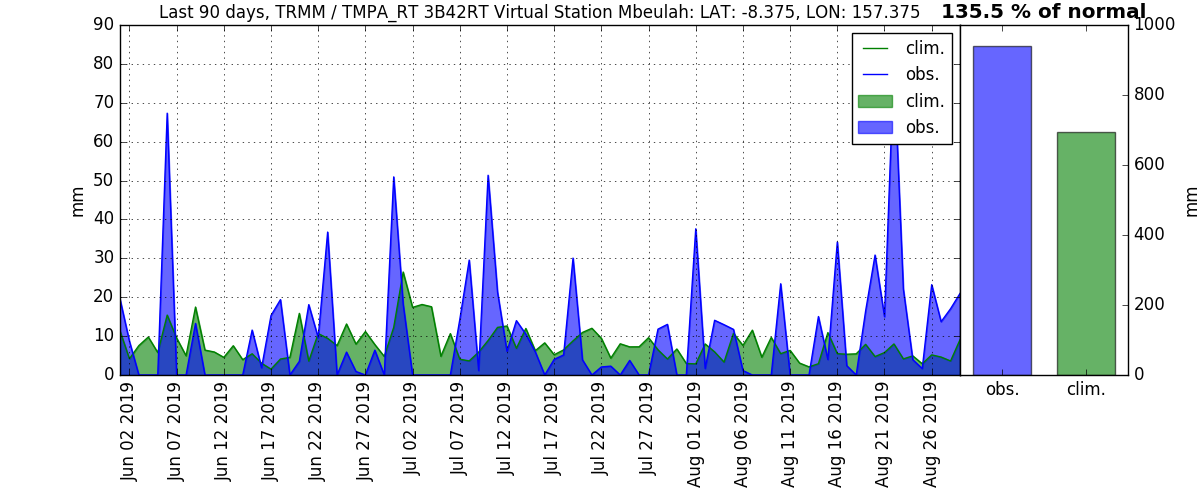 Last 90 days, TRMM / TMPA_RT 3B42RT Virtual Station Mbeulah: LAT: -8.375, LON: 157.375
135.5 % of normal
90
80
70
60
50
40
30
20
10
0
mm
clim.
obs.
clim.
obs.
1000
800
600
400
200
0
mm
obs.
clim.
Jun 02 2019
Jun 07 2019
Jun 12 2019
Jun 17 2019
Jun 22 2019
Jun 27 2019
Jul 02 2019
Jul 07 2019
Jul 12 2019
Jul 17 2019
Jul 22 2019
Jul 27 2019
Aug 01 2019
Aug 06 2019
Aug 11 2019
Aug 16 2019
Aug 21 2019
Aug 26 2019